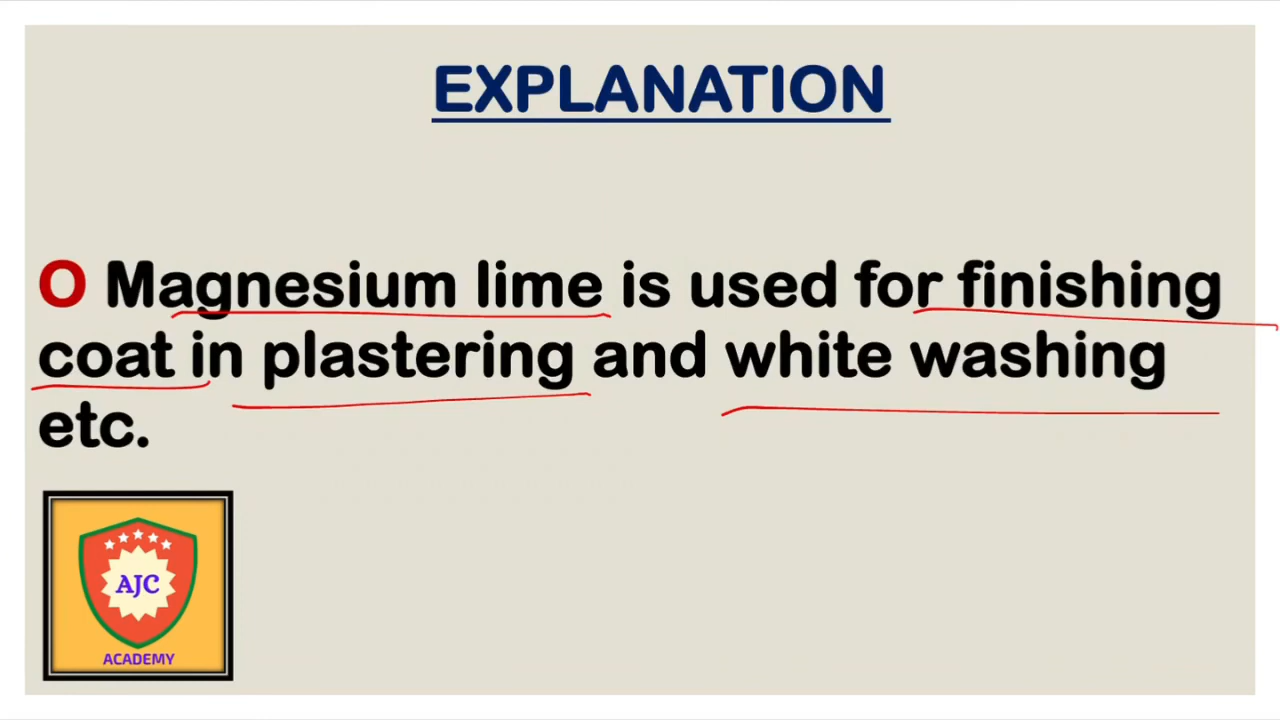 EXPLANATION
O Magnesium lime is used for finishing
coat in plastering and white washing
etc.
AJC
ACADEMY